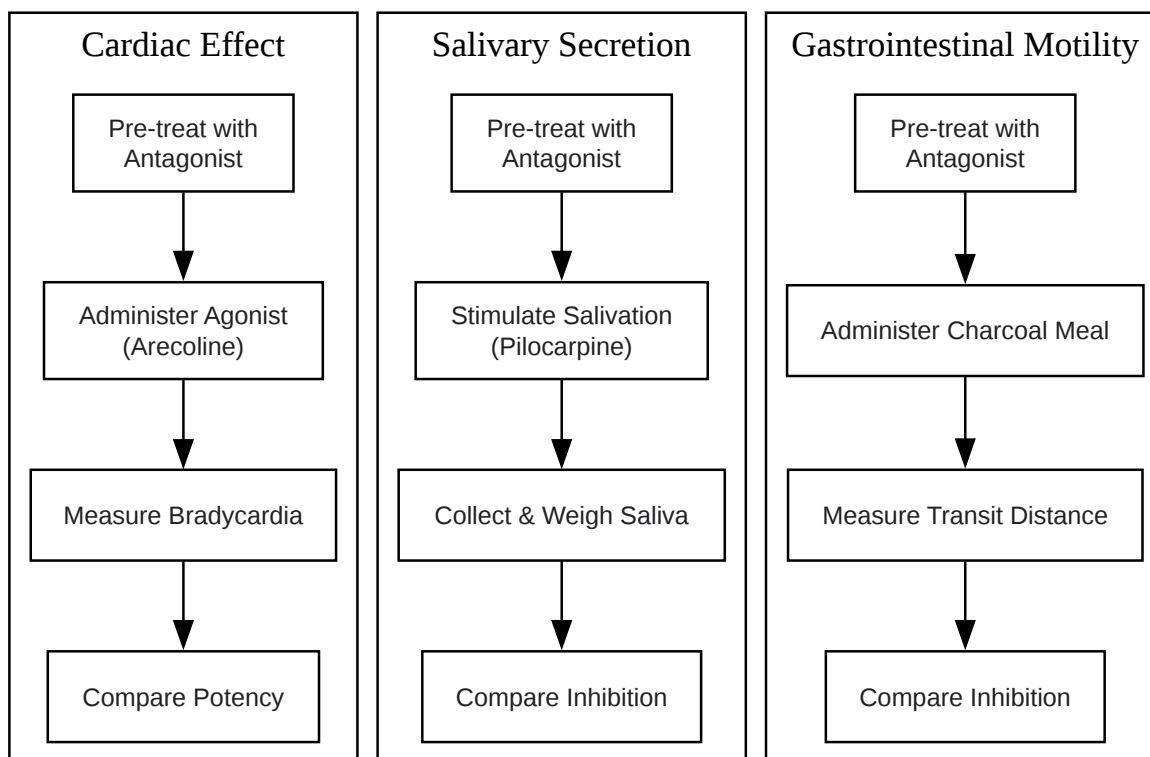 Cardiac Effect
Pre-treat with
Antagonist
Administer Agonist
(Arecoline)
Measure Bradycardia
Compare Potency
Salivary Secretion
Pre-treat with
Antagonist
Stimulate Salivation
(Pilocarpine)
Collect & Weigh Saliva
Compare Inhibition
Gastrointestinal Motility
Pre-treat with
Antagonist
Administer Charcoal Meal
Measure Transit Distance
Compare Inhibition